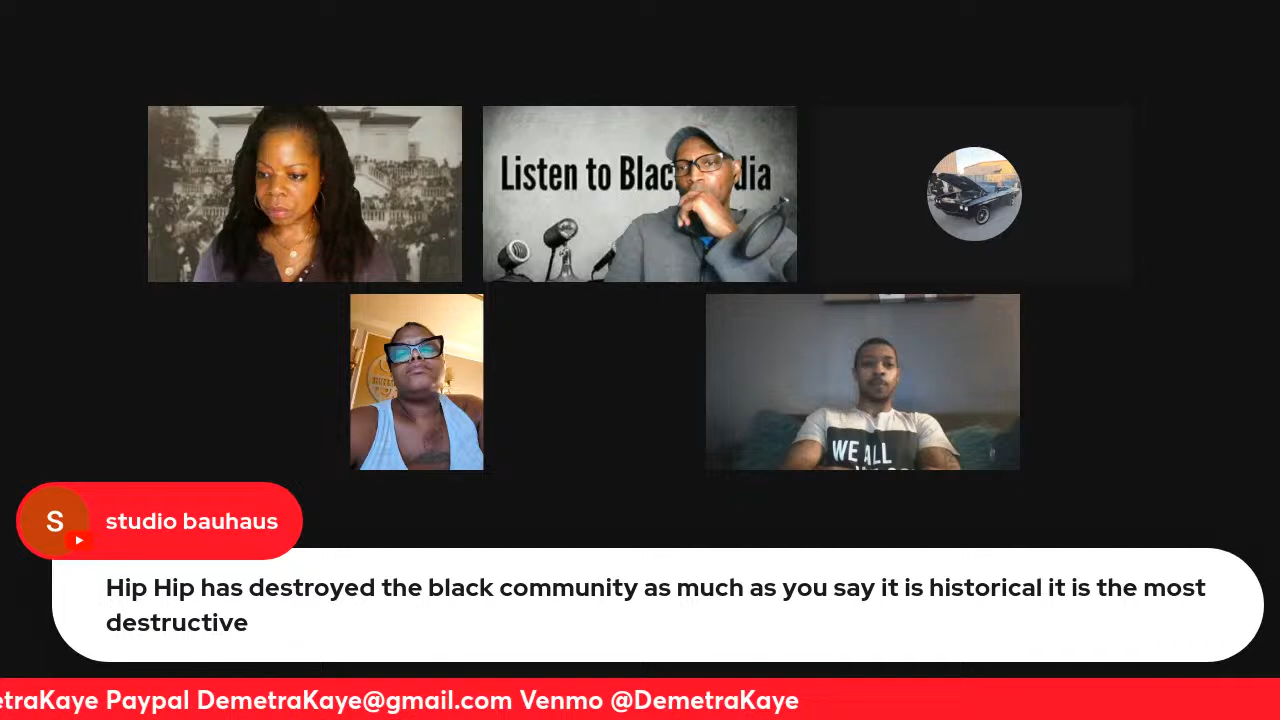 Listen to Blac dia
WE ALL
S
studio bauhaus
Hip Hip has destroyed the black community as much as you say it is historical it is the most
destructive
etraKaye Paypal DemetraKaye@gmail.com Venmo @DemetraKaye